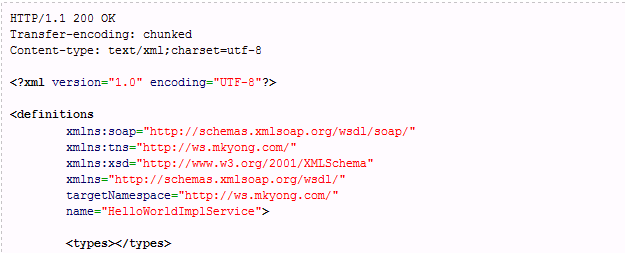 HTTP/1.1 200 OK
Transfer-encoding: chunked
Content-type: text/xml;charset=utf-8
<?xml version="1.0" encoding="UTF-8"?>
<definitions
xmlns:soap="http://schemas.xmlsoap.org/wsdl/soap/"
xmlns:tns="http://ws.mkyong.com/"
xmlns:xsd="http://www.w3.org/2001/XMLSchema"
xmlns="http://schemas.xmlsoap.org/wsdl/"
targetNamespace="http://ws.mkyong.com/"
name="HelloWorldImplService">
<types></types>